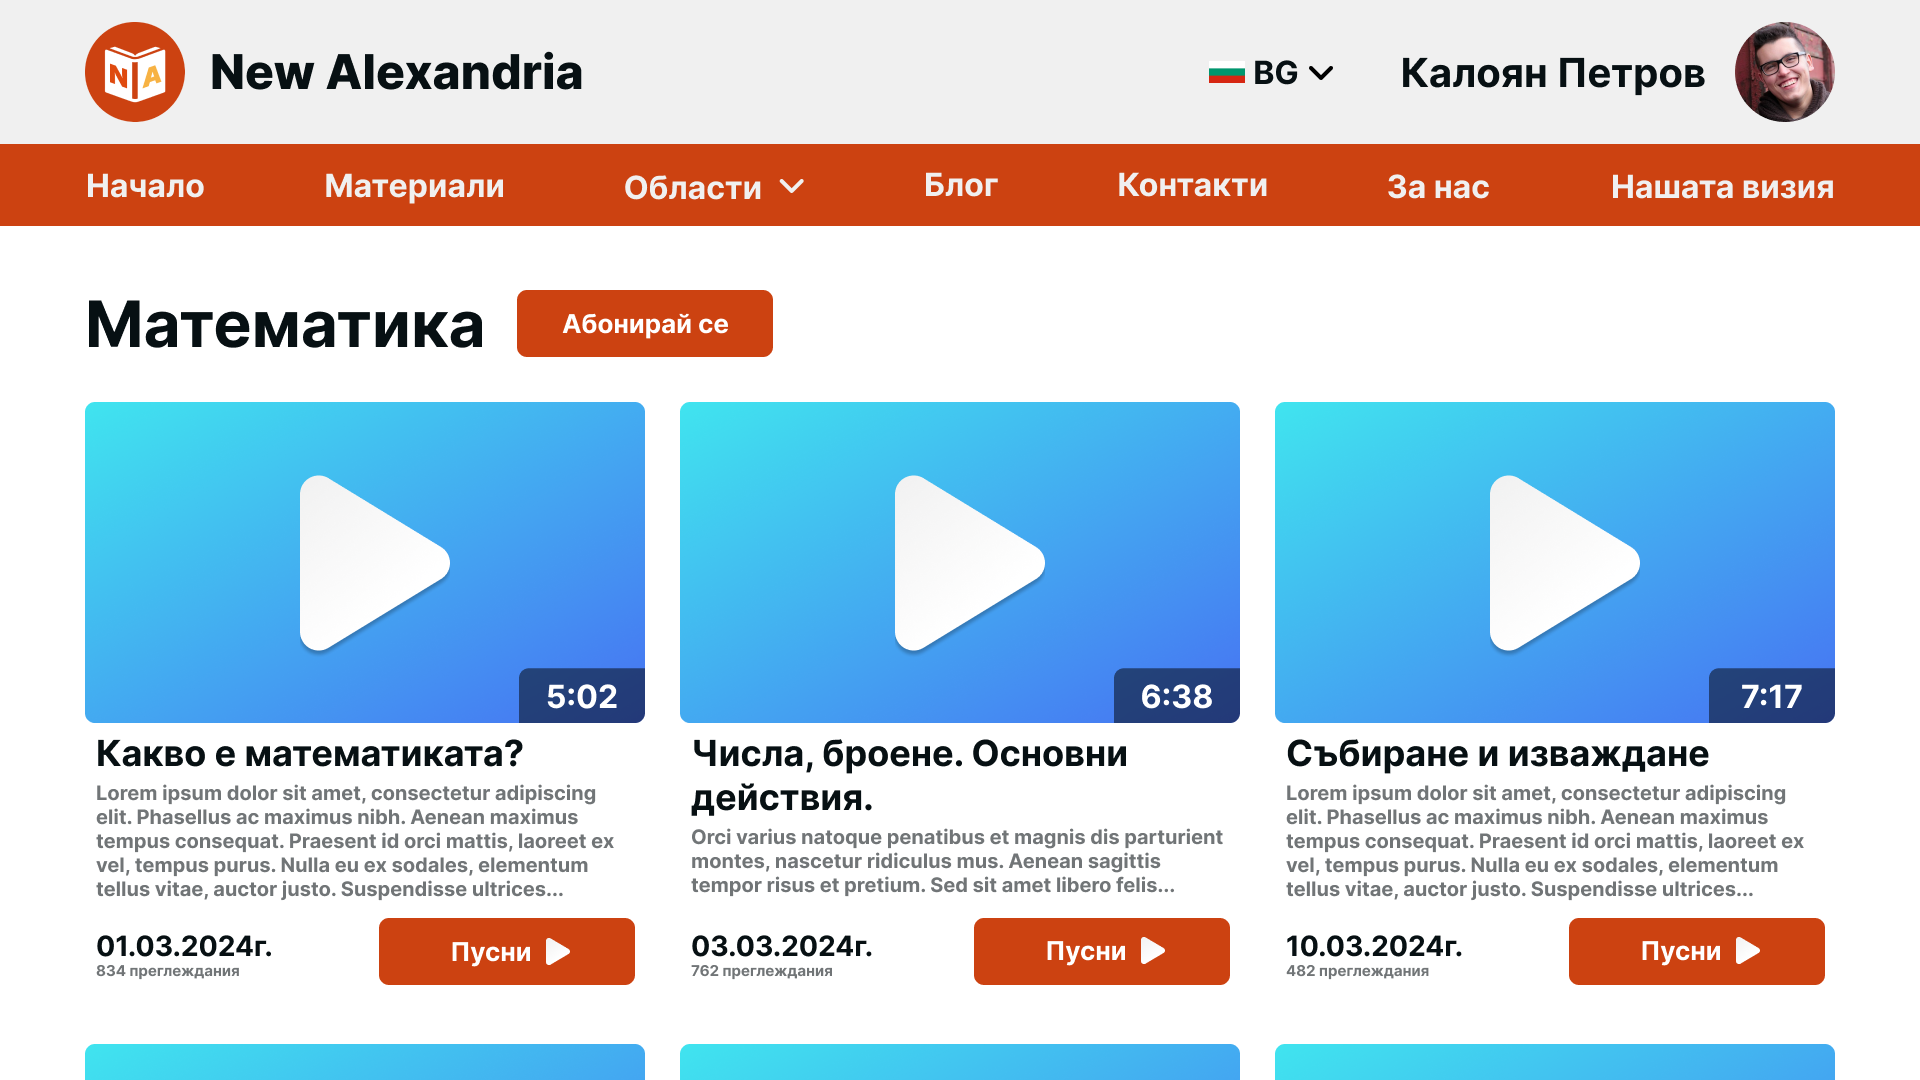 N A
New Alexandria
BG
Калоян Петров
Начало
Материали
Области
Блог
Контакти
За нас
Нашата визия
Математика
Абонирай се
5:02
Какво е математиката?
Lorem ipsum dolor sit amet, consectetur adipiscing
elit. Phasellus ac maximus nibh. Aenean maximus
tempus consequat. Praesent id orci mattis, laoreet ex
vel, tempus purus. Nulla eu ex sodales, elementum
tellus vitae, auctor justo. Suspendisse ultrices...
01.03.2024г.
834 преглеждания
Пусни
6:38
Числа, броене. Основни
действия.
Orci varius natoque penatibus et magnis dis parturient
montes, nascetur ridiculus mus. Aenean sagittis
tempor risus et pretium. Sed sit amet libero felis...
03.03.2024г.
762 преглеждания
Пусни
7:17
Събиране и изваждане
Lorem ipsum dolor sit amet, consectetur adipiscing
elit. Phasellus ac maximus nibh. Aenean maximus
tempus consequat. Praesent id orci mattis, laoreet ex
vel, tempus purus. Nulla eu ex sodales, elementum
tellus vitae, auctor justo. Suspendisse ultrices...
10.03.2024г.
482 преглеждания
Пусни